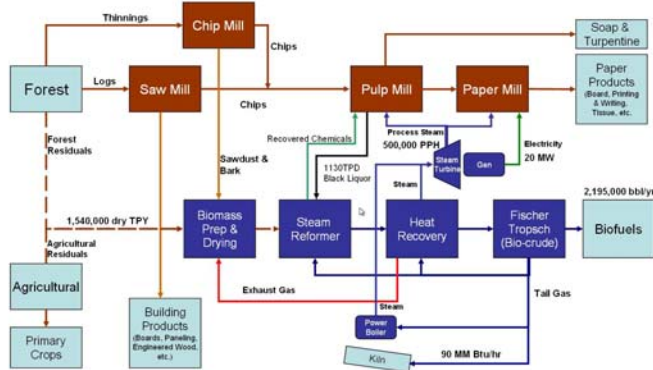 Thinnings
Chip Mill
Chips
Soap &
Turpentine
Forest
Logs
Saw Mill
Chips
Pulp Mill
Paper Mill
Paper
Products
(Board, Printing
& Writing,
Tissue, etc.
Forest
Residuals
Sawdust &
Bark
Recovered Chemicals
1130TPD
Black Liquor
Process Steam
500,000 PPH
Steam
Turbine
Gen
Electricity
20 MW
Steam
1,540,000 dry TPY
Agricultural
Residuals
Biomass
Prep &
Drying
Steam
Reformer
Heat
Recovery
Fischer
Tropsch
(Bio-crude)
2,195,000 bbl/yr
Biofuels
Agricultural
Primary
Crops
Building
Products
(Boards, Paneling,
Engineered Wood,
etc.)
Exhaust Gas
Steam
Power
Boiler
Tail Gas
Kiln
90 MM Btu/hr